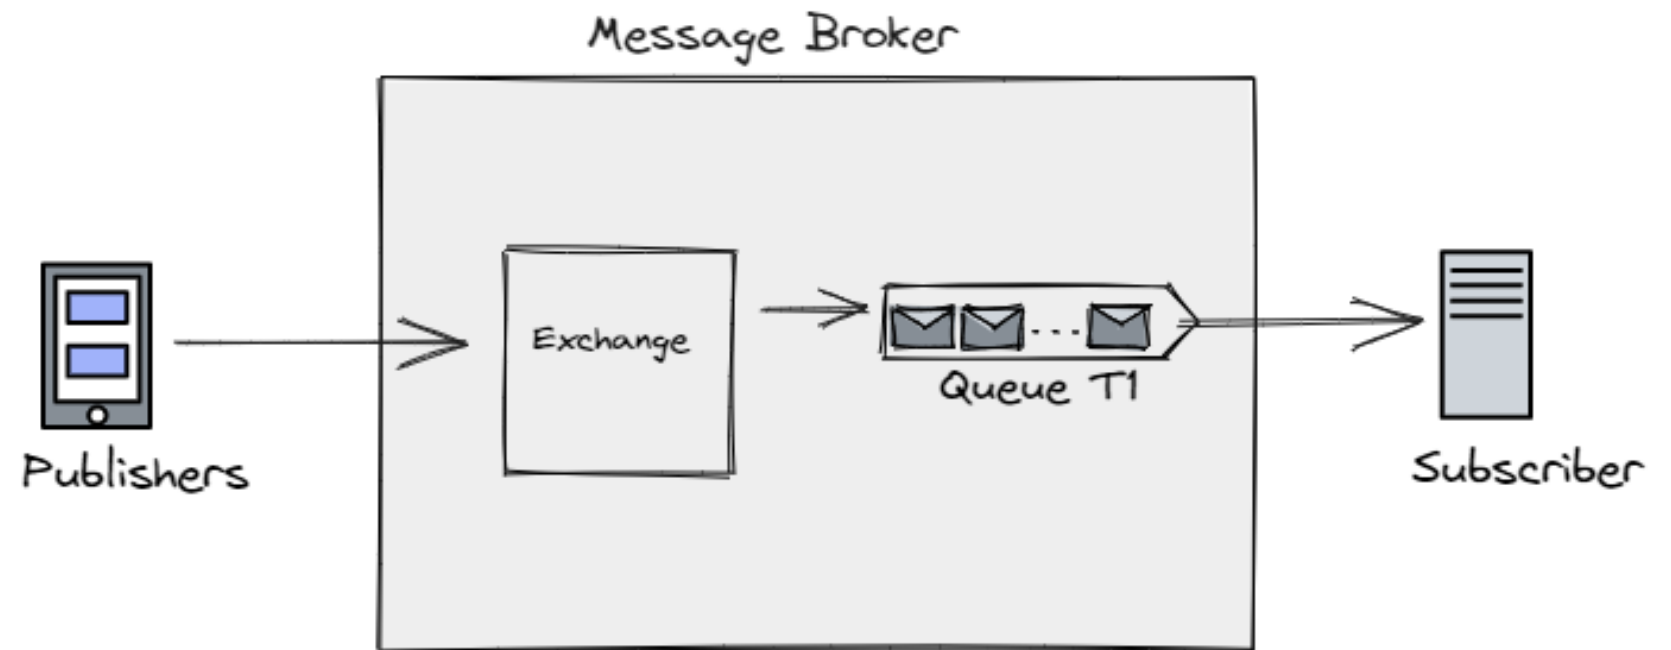 Message Broker
Exchange
Queue T1
Publishers
Subscriber